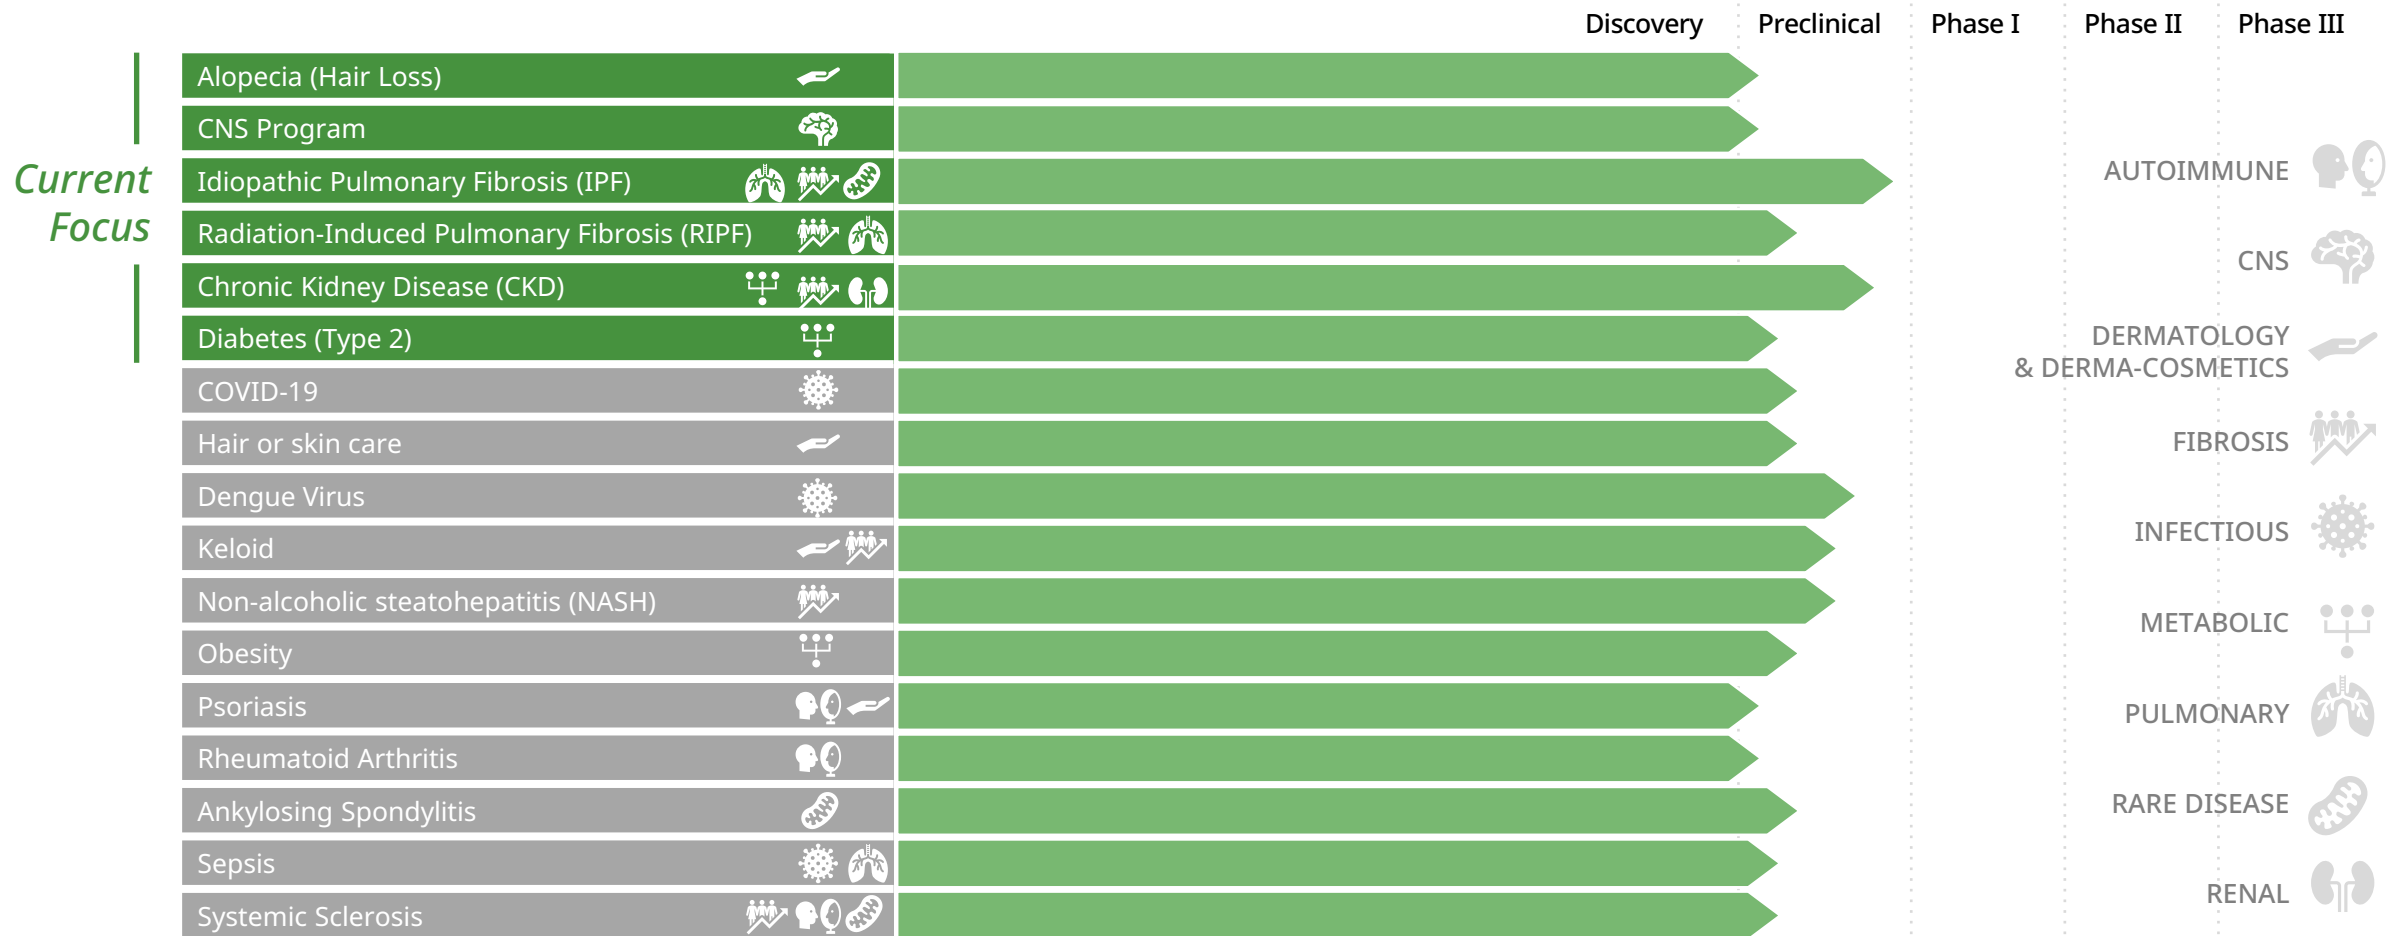 Discovery Preclinical Phase I Phase II Phase III
Current
Focus
Alopecia (Hair Loss)
CNS Program
Idiopathic Pulmonary Fibrosis (IPF)
Radiation-Induced Pulmonary Fibrosis (RIPF)
Chronic Kidney Disease (CKD)
Diabetes (Type 2)
COVID-19
Hair or skin care
Dengue Virus
Keloid
Non-alcoholic steatohepatitis (NASH)
Obesity
Psoriasis
Rheumatoid Arthritis
Ankylosing Spondylitis
Sepsis
Systemic Sclerosis
AUTOIMMUNE
CNS
DERMATOLOGY
& DERMA-COSMETICS
FIBROSIS
INFECTIOUS
METABOLIC
PULMONARY
RARE DISEASE
RENAL